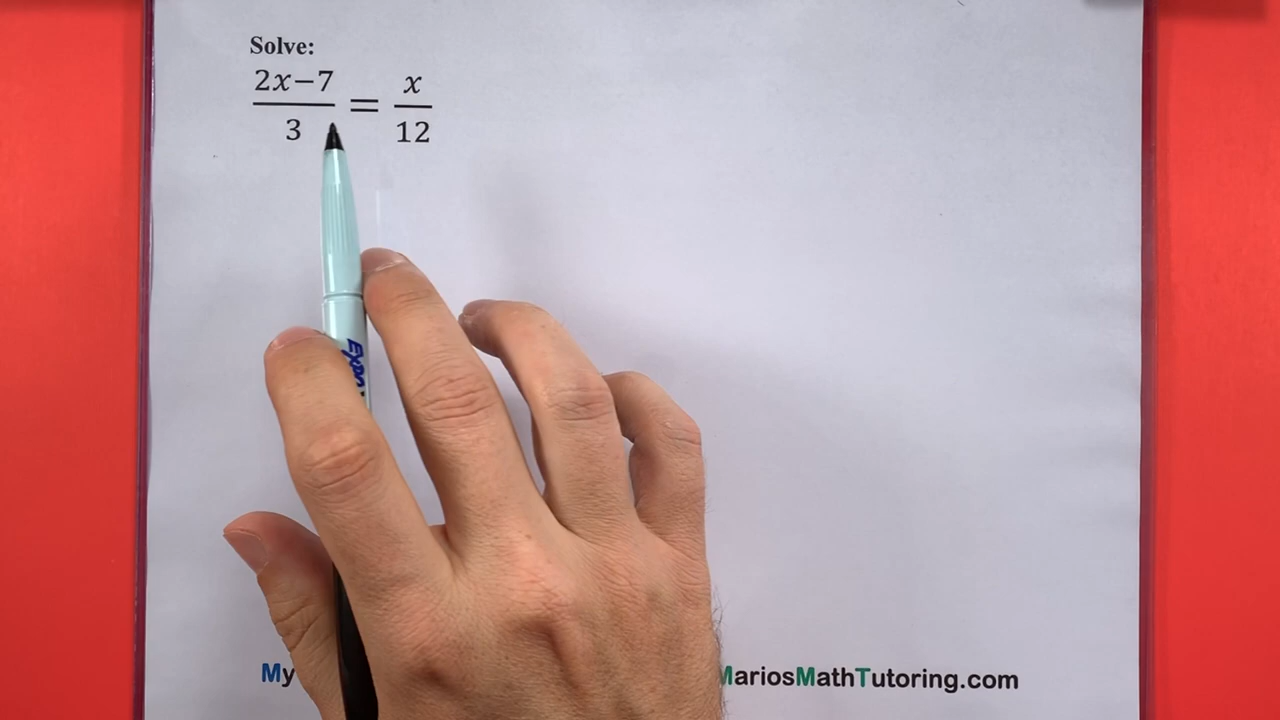 Solve:
2x−7 / 3 = x / 12
My
MariosMathTutoring.com